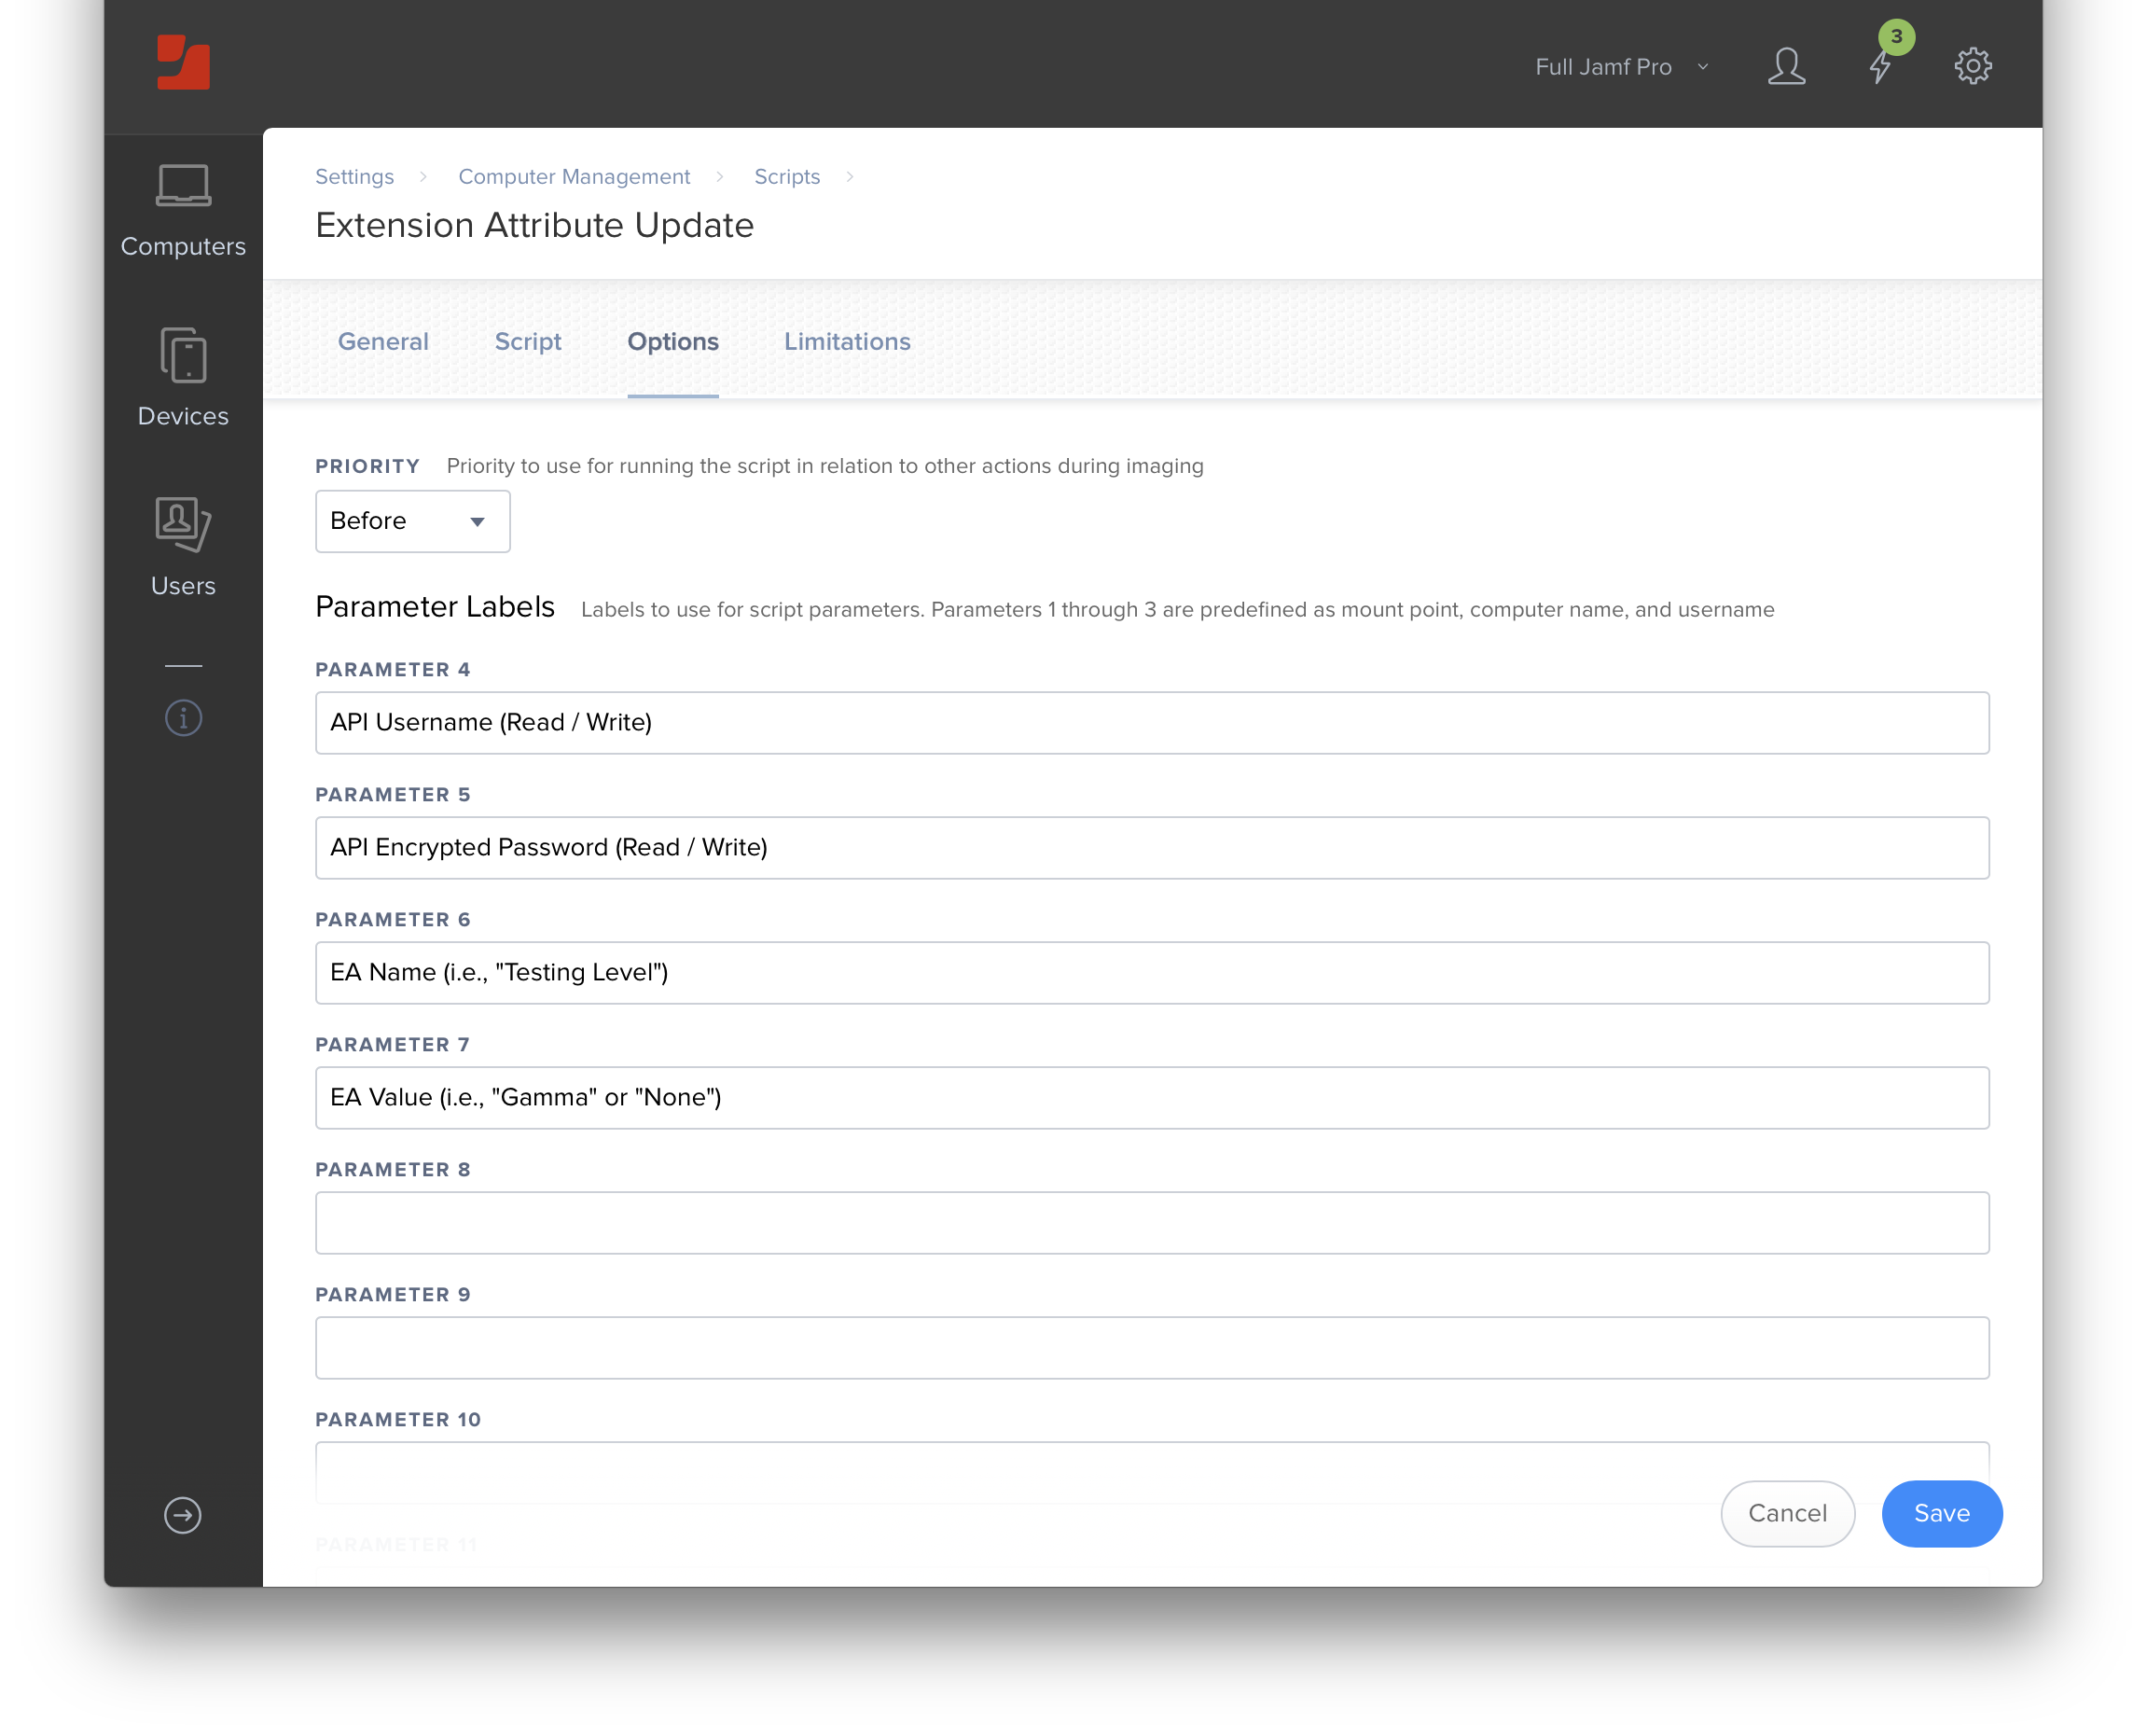 Full Jamf Pro
3
Computers
Devices
Users
Settings
Computer Management
Scripts
Extension Attribute Update
General
Script
Options
Limitations
PRIORITY Priority to use for running the script in relation to other actions during imaging
Before
Parameter Labels Labels to use for script parameters. Parameters 1 through 3 are predefined as mount point, computer name, and username
PARAMETER 4
API Username (Read / Write)
PARAMETER 5
API Encrypted Password (Read / Write)
PARAMETER 6
EA Name (i.e., "Testing Level")
PARAMETER 7
EA Value (i.e., "Gamma" or "None")
PARAMETER 8
PARAMETER 9
PARAMETER 10
PARAMETER 11
Cancel
Save